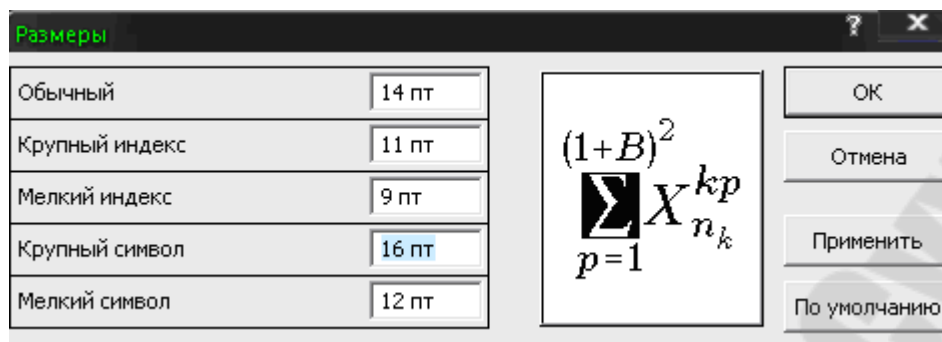 Размеры ? X
Обычный 14 пт
Крупный индекс 11 пт
Мелкий индекс 9 пт
Крупный символ 16 пт
Мелкий символ 12 пт
(1+B)²
∑ X n_k ^kp
p=1
ОК
Отмена
Применить
По умолчанию